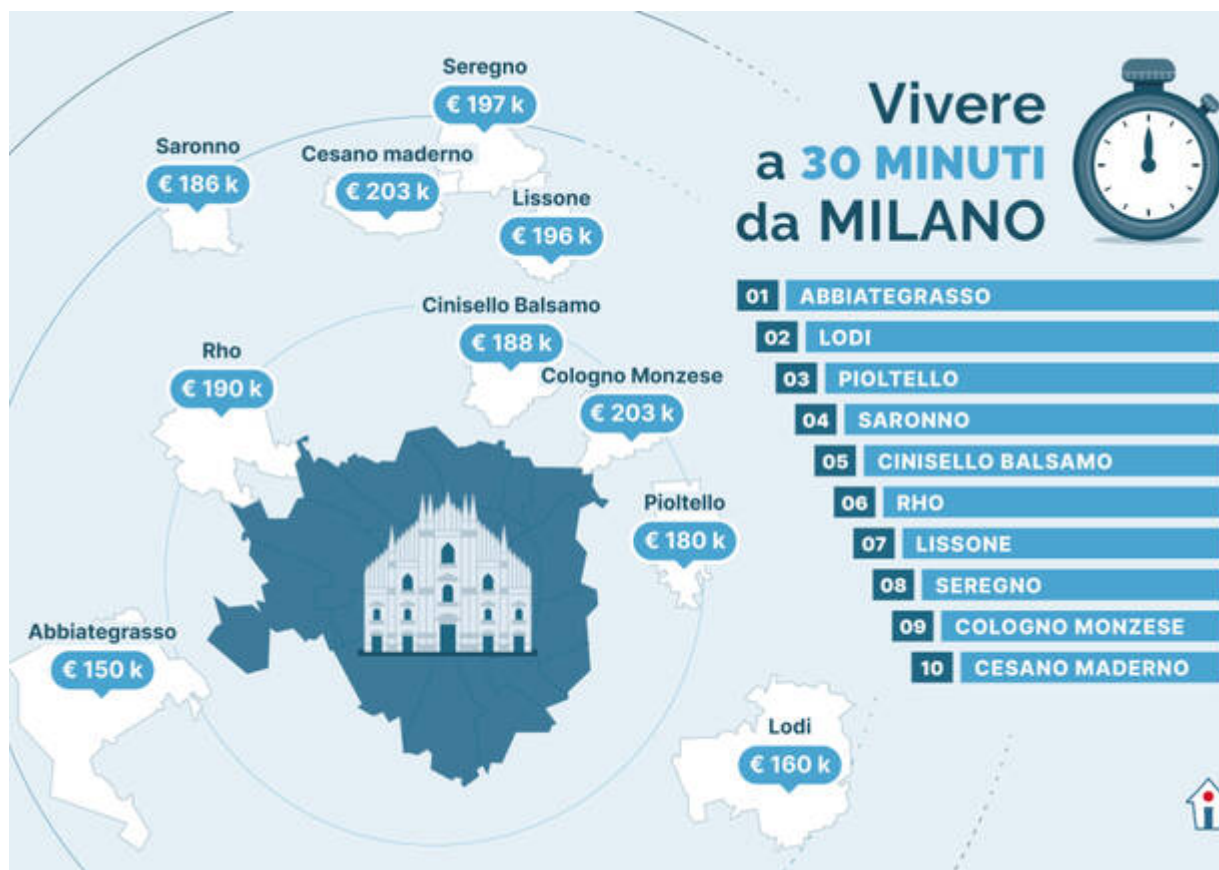 Seregno
€ 197 k
Saronno
€ 186 k
Cesano maderno
€ 203 k
Lissone
€ 196 k
Cinisello Balsamo
€ 188 k
Rho
€ 190 k
Cologno Monzese
€ 203 k
Pioltello
€ 180 k
Abbiategrasso
€ 150 k
Lodi
€ 160 k
Vivere
a 30 MINUTI
da MILANO
01 ABBIATEGRASSO
02 LODI
03 PIOLTELLO
04 SARONNO
05 CINISELLO BALSAMO
06 RHO
07 LISSONE
08 SEREGNO
09 COLOGNO MONZESE
10 CESANO MADERNO